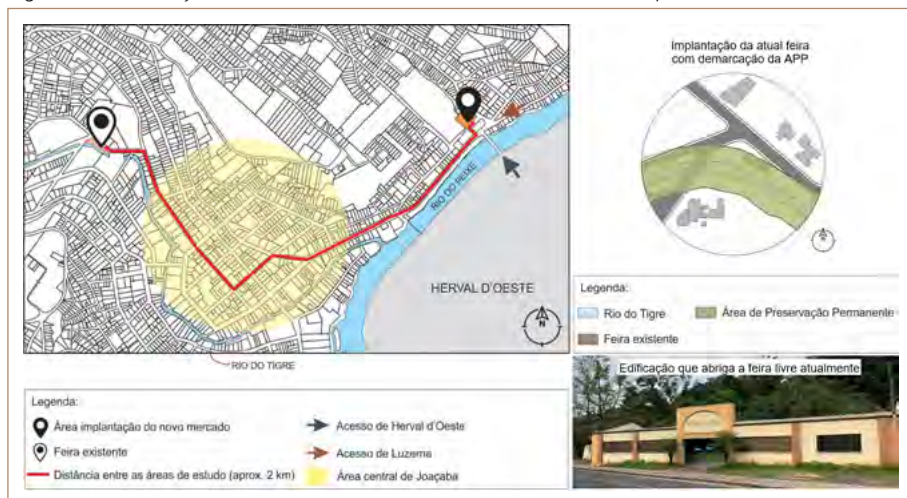 Implantação da atual feira
com demarcação da APP
RIO DO PEIXE
HERVAL D'OESTE
N
RIO DO TIGRE
Legenda:
Rio do Tigre
Área de Preservação Permanente
Feira existente
Edificação que abriga a feira livre atualmente
Legenda:
Área implantação do novo mercado
Acesso de Herval d'Oeste
Feira existente
Acesso de Luzerna
Distância entre as áreas de estudo (aprox. 2 km)
Área central de Joaçaba